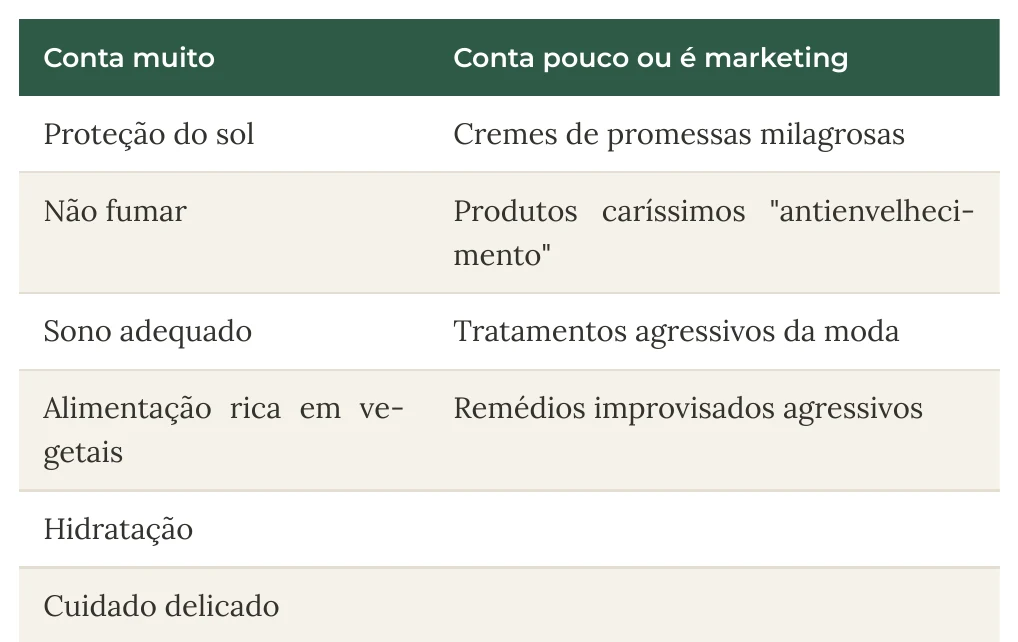 Conta muito Conta pouco ou é marketing
Proteção do sol Cremes de promessas milagrosas
Não fumar Produtos caríssimos "antienvelheci-
mento"
Sono adequado Tratamentos agressivos da moda
Alimentação rica em ve- Remédios improvisados agressivos
getais
Hidratação
Cuidado delicado